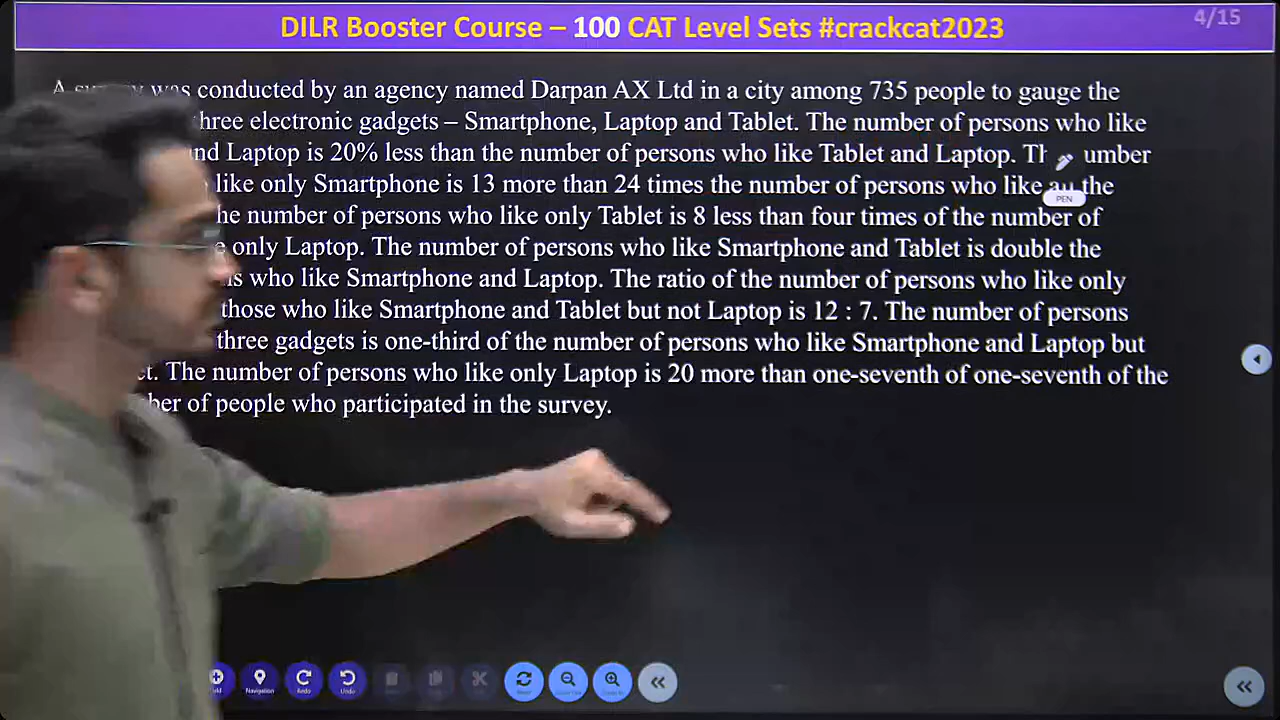 DILR Booster Course – 100 CAT Level Sets #crackcat2023
4/15
was conducted by an agency named Darpan AX Ltd in a city among 735 people to gauge the
three electronic gadgets – Smartphone, Laptop and Tablet. The number of persons who like
and Laptop is 20% less than the number of persons who like Tablet and Laptop.
like only Smartphone is 13 more than 24 times the number of persons who like the
the number of persons who like only Tablet is 8 less than four times of the number of
only Laptop. The number of persons who like Smartphone and Tablet is double the
who like Smartphone and Laptop. The ratio of the number of persons who like only
those who like Smartphone and Tablet but not Laptop is 12 : 7. The number of persons
three gadgets is one-third of the number of persons who like Smartphone and Laptop but
The number of persons who like only Laptop is 20 more than one-seventh of one-seventh of the
of people who participated in the survey.
PEN
Navigation
Redo
Undo